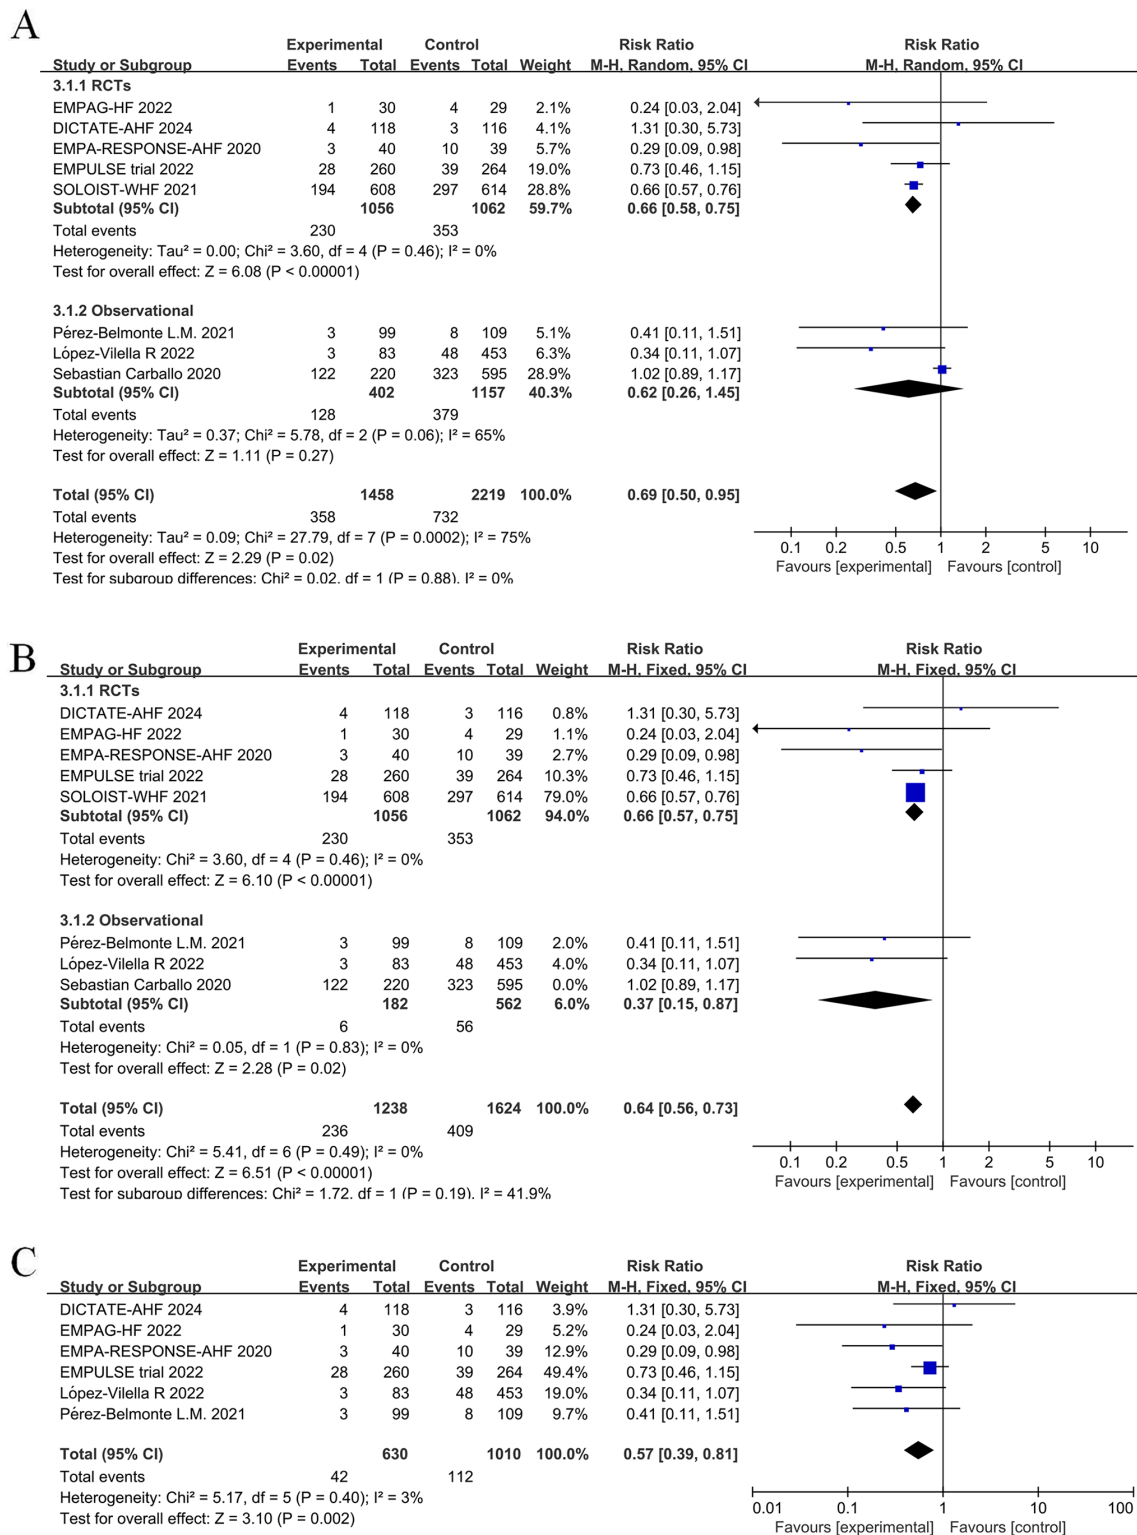 A
Experimental Control Risk Ratio Risk Ratio
Study or Subgroup Events Total Events Total Weight M-H, Random, 95% CI M-H, Random, 95% CI
3.1.1 RCTs
EMPAG-HF 2022 1 30 4 29 2.1% 0.24 [0.03, 2.04]
DICTATE-AHF 2024 4 118 3 116 4.1% 1.31 [0.30, 5.73]
EMPA-RESPONSE-AHF 2020 3 40 10 39 5.7% 0.29 [0.09, 0.98]
EMPULSE trial 2022 28 260 39 264 19.0% 0.73 [0.46, 1.15]
SOLOIST-WHF 2021 194 608 297 614 28.8% 0.66 [0.57, 0.76]
Subtotal (95% CI) 1056 1062 59.7% 0.66 [0.58, 0.75]
Total events 230 353
Heterogeneity: Tau² = 0.00; Chi² = 3.60, df = 4 (P = 0.46); I² = 0%
Test for overall effect: Z = 6.08 (P < 0.00001)
3.1.2 Observational
Pérez-Belmonte L.M. 2021 3 99 8 109 5.1% 0.41 [0.11, 1.51]
López-Vilella R 2022 3 83 48 453 6.3% 0.34 [0.11, 1.07]
Sebastian Carballo 2020 122 220 323 595 28.9% 1.02 [0.89, 1.17]
Subtotal (95% CI) 402 1157 40.3% 0.62 [0.26, 1.45]
Total events 128 379
Heterogeneity: Tau² = 0.37; Chi² = 5.78, df = 2 (P = 0.06); I² = 65%
Test for overall effect: Z = 1.11 (P = 0.27)
Total (95% CI) 1458 2219 100.0% 0.69 [0.50, 0.95]
Total events 358 732
Heterogeneity: Tau² = 0.09; Chi² = 27.79, df = 7 (P = 0.0002); I² = 75%
Test for overall effect: Z = 2.29 (P = 0.02)
Test for subgroup differences: Chi² = 0.02, df = 1 (P = 0.88), I² = 0%
0.1 0.2 0.5 1 2 5 10
Favours [experimental] Favours [control]
B
Experimental Control Risk Ratio Risk Ratio
Study or Subgroup Events Total Events Total Weight M-H, Fixed, 95% CI M-H, Fixed, 95% CI
3.1.1 RCTs
DICTATE-AHF 2024 4 118 3 116 0.8% 1.31 [0.30, 5.73]
EMPAG-HF 2022 1 30 4 29 1.1% 0.24 [0.03, 2.04]
EMPA-RESPONSE-AHF 2020 3 40 10 39 2.7% 0.29 [0.09, 0.98]
EMPULSE trial 2022 28 260 39 264 10.3% 0.73 [0.46, 1.15]
SOLOIST-WHF 2021 194 608 297 614 79.0% 0.66 [0.57, 0.76]
Subtotal (95% CI) 1056 1062 94.0% 0.66 [0.57, 0.75]
Total events 230 353
Heterogeneity: Chi² = 3.60, df = 4 (P = 0.46); I² = 0%
Test for overall effect: Z = 6.10 (P < 0.00001)
3.1.2 Observational
Pérez-Belmonte L.M. 2021 3 99 8 109 2.0% 0.41 [0.11, 1.51]
López-Vilella R 2022 3 83 48 453 4.0% 0.34 [0.11, 1.07]
Sebastian Carballo 2020 122 220 323 595 0.0% 1.02 [0.89, 1.17]
Subtotal (95% CI) 182 562 6.0% 0.37 [0.15, 0.87]
Total events 6 56
Heterogeneity: Chi² = 0.05, df = 1 (P = 0.83); I² = 0%
Test for overall effect: Z = 2.28 (P = 0.02)
Total (95% CI) 1238 1624 100.0% 0.64 [0.56, 0.73]
Total events 236 409
Heterogeneity: Chi² = 5.41, df = 6 (P = 0.49); I² = 0%
Test for overall effect: Z = 6.51 (P < 0.00001)
Test for subgroup differences: Chi² = 1.72, df = 1 (P = 0.19), I² = 41.9%
0.1 0.2 0.5 1 2 5 10
Favours [experimental] Favours [control]
C
Experimental Control Risk Ratio Risk Ratio
Study or Subgroup Events Total Events Total Weight M-H, Fixed, 95% CI M-H, Fixed, 95% CI
DICTATE-AHF 2024 4 118 3 116 3.9% 1.31 [0.30, 5.73]
EMPAG-HF 2022 1 30 4 29 5.2% 0.24 [0.03, 2.04]
EMPA-RESPONSE-AHF 2020 3 40 10 39 12.9% 0.29 [0.09, 0.98]
EMPULSE trial 2022 28 260 39 264 49.4% 0.73 [0.46, 1.15]
López-Vilella R 2022 3 83 48 453 19.0% 0.34 [0.11, 1.07]
Pérez-Belmonte L.M. 2021 3 99 8 109 9.7% 0.41 [0.11, 1.51]
Total (95% CI) 630 1010 100.0% 0.57 [0.39, 0.81]
Total events 42 112
Heterogeneity: Chi² = 5.17, df = 5 (P = 0.40); I² = 3%
Test for overall effect: Z = 3.10 (P = 0.002)
0.01 0.1 1 10 100
Favours [experimental] Favours [control]